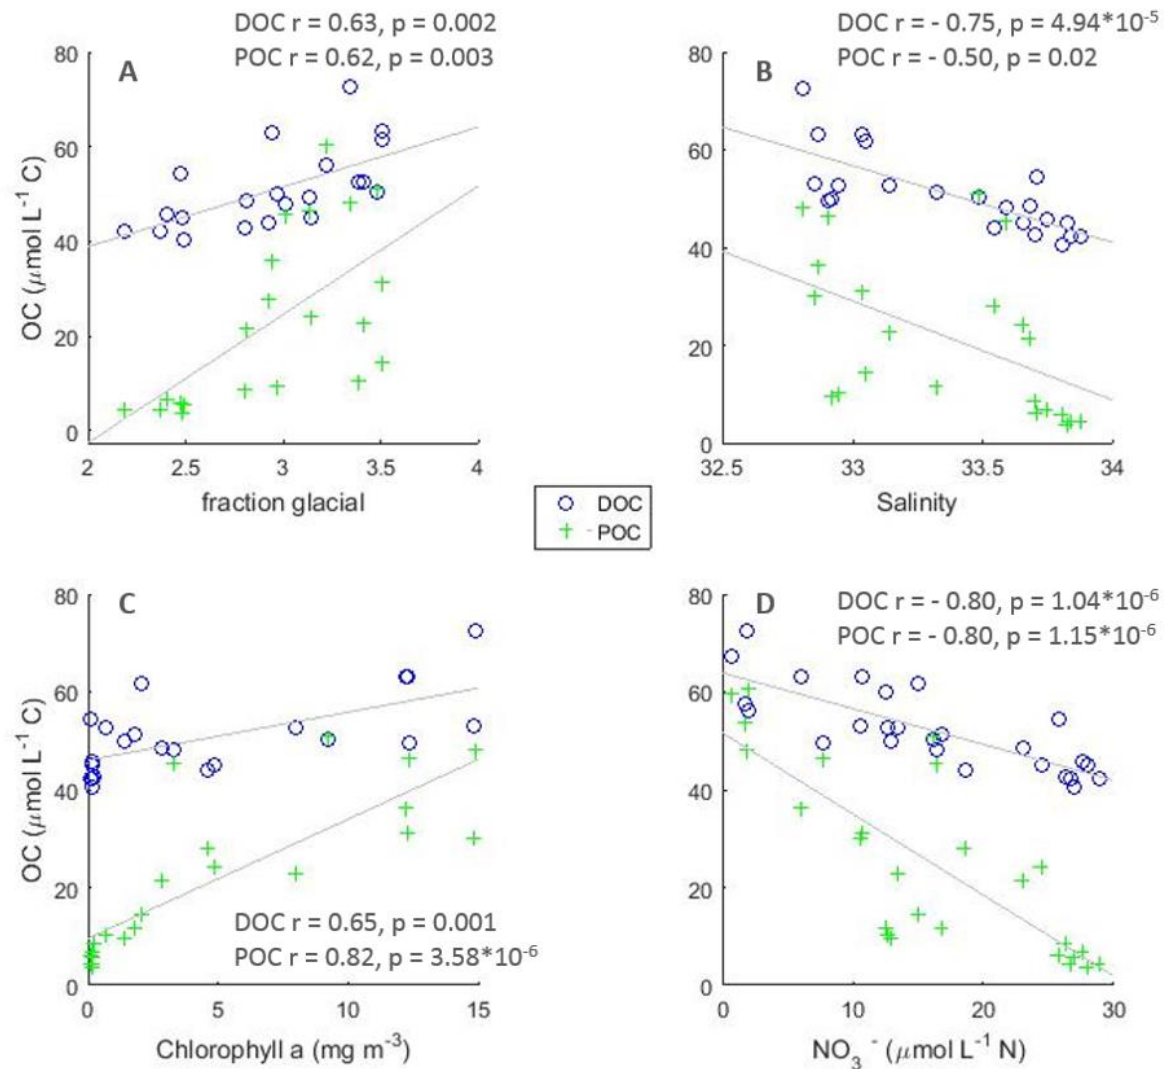 DOC r = 0.63, p = 0.002
POC r = 0.62, p = 0.003
A
80
60
40
20
0
2 2.5 3 3.5 4
fraction glacial
OC (μmol L⁻¹ C)
DOC r = - 0.75, p = 4.94*10⁻⁵
POC r = - 0.50, p = 0.02
B
80
60
40
20
0
32.5 33 33.5 34
Salinity
DOC
POC
C
80
60
40
20
0
DOC r = 0.65, p = 0.001
POC r = 0.82, p = 3.58*10⁻⁶
0 5 10 15
Chlorophyll a (mg m⁻³)
OC (μmol L⁻¹ C)
DOC r = - 0.80, p = 1.04*10⁻⁶
POC r = - 0.80, p = 1.15*10⁻⁶
D
80
60
40
20
0
0 10 20 30
NO₃⁻ (μmol L⁻¹ N)